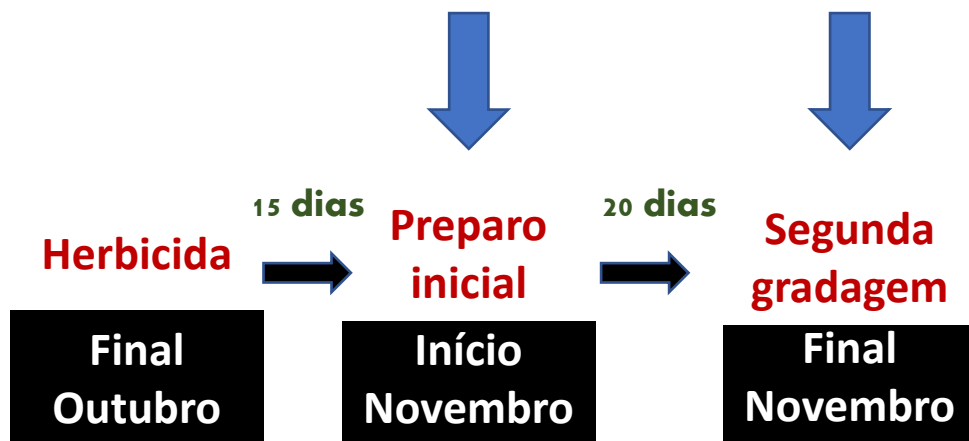 15 dias
20 dias
Herbicida
Preparo
inicial
Segunda
gradagem
Final
Outubro
Início
Novembro
Final
Novembro